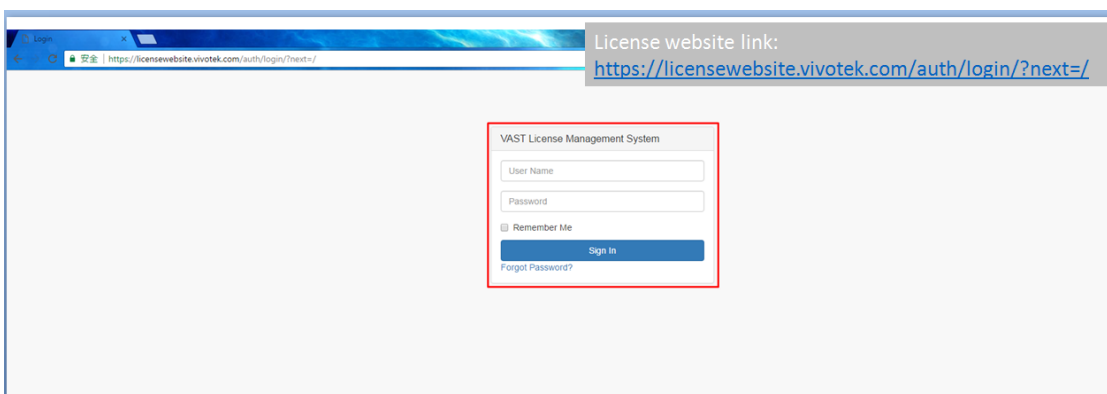 Login
License website link:
安全 | https://licensewebsite.vivotek.com/auth/login/?next=/
https://licensewebsite.vivotek.com/auth/login/?next=/
VAST License Management System
User Name
Password
Remember Me
Sign In
Forgot Password?